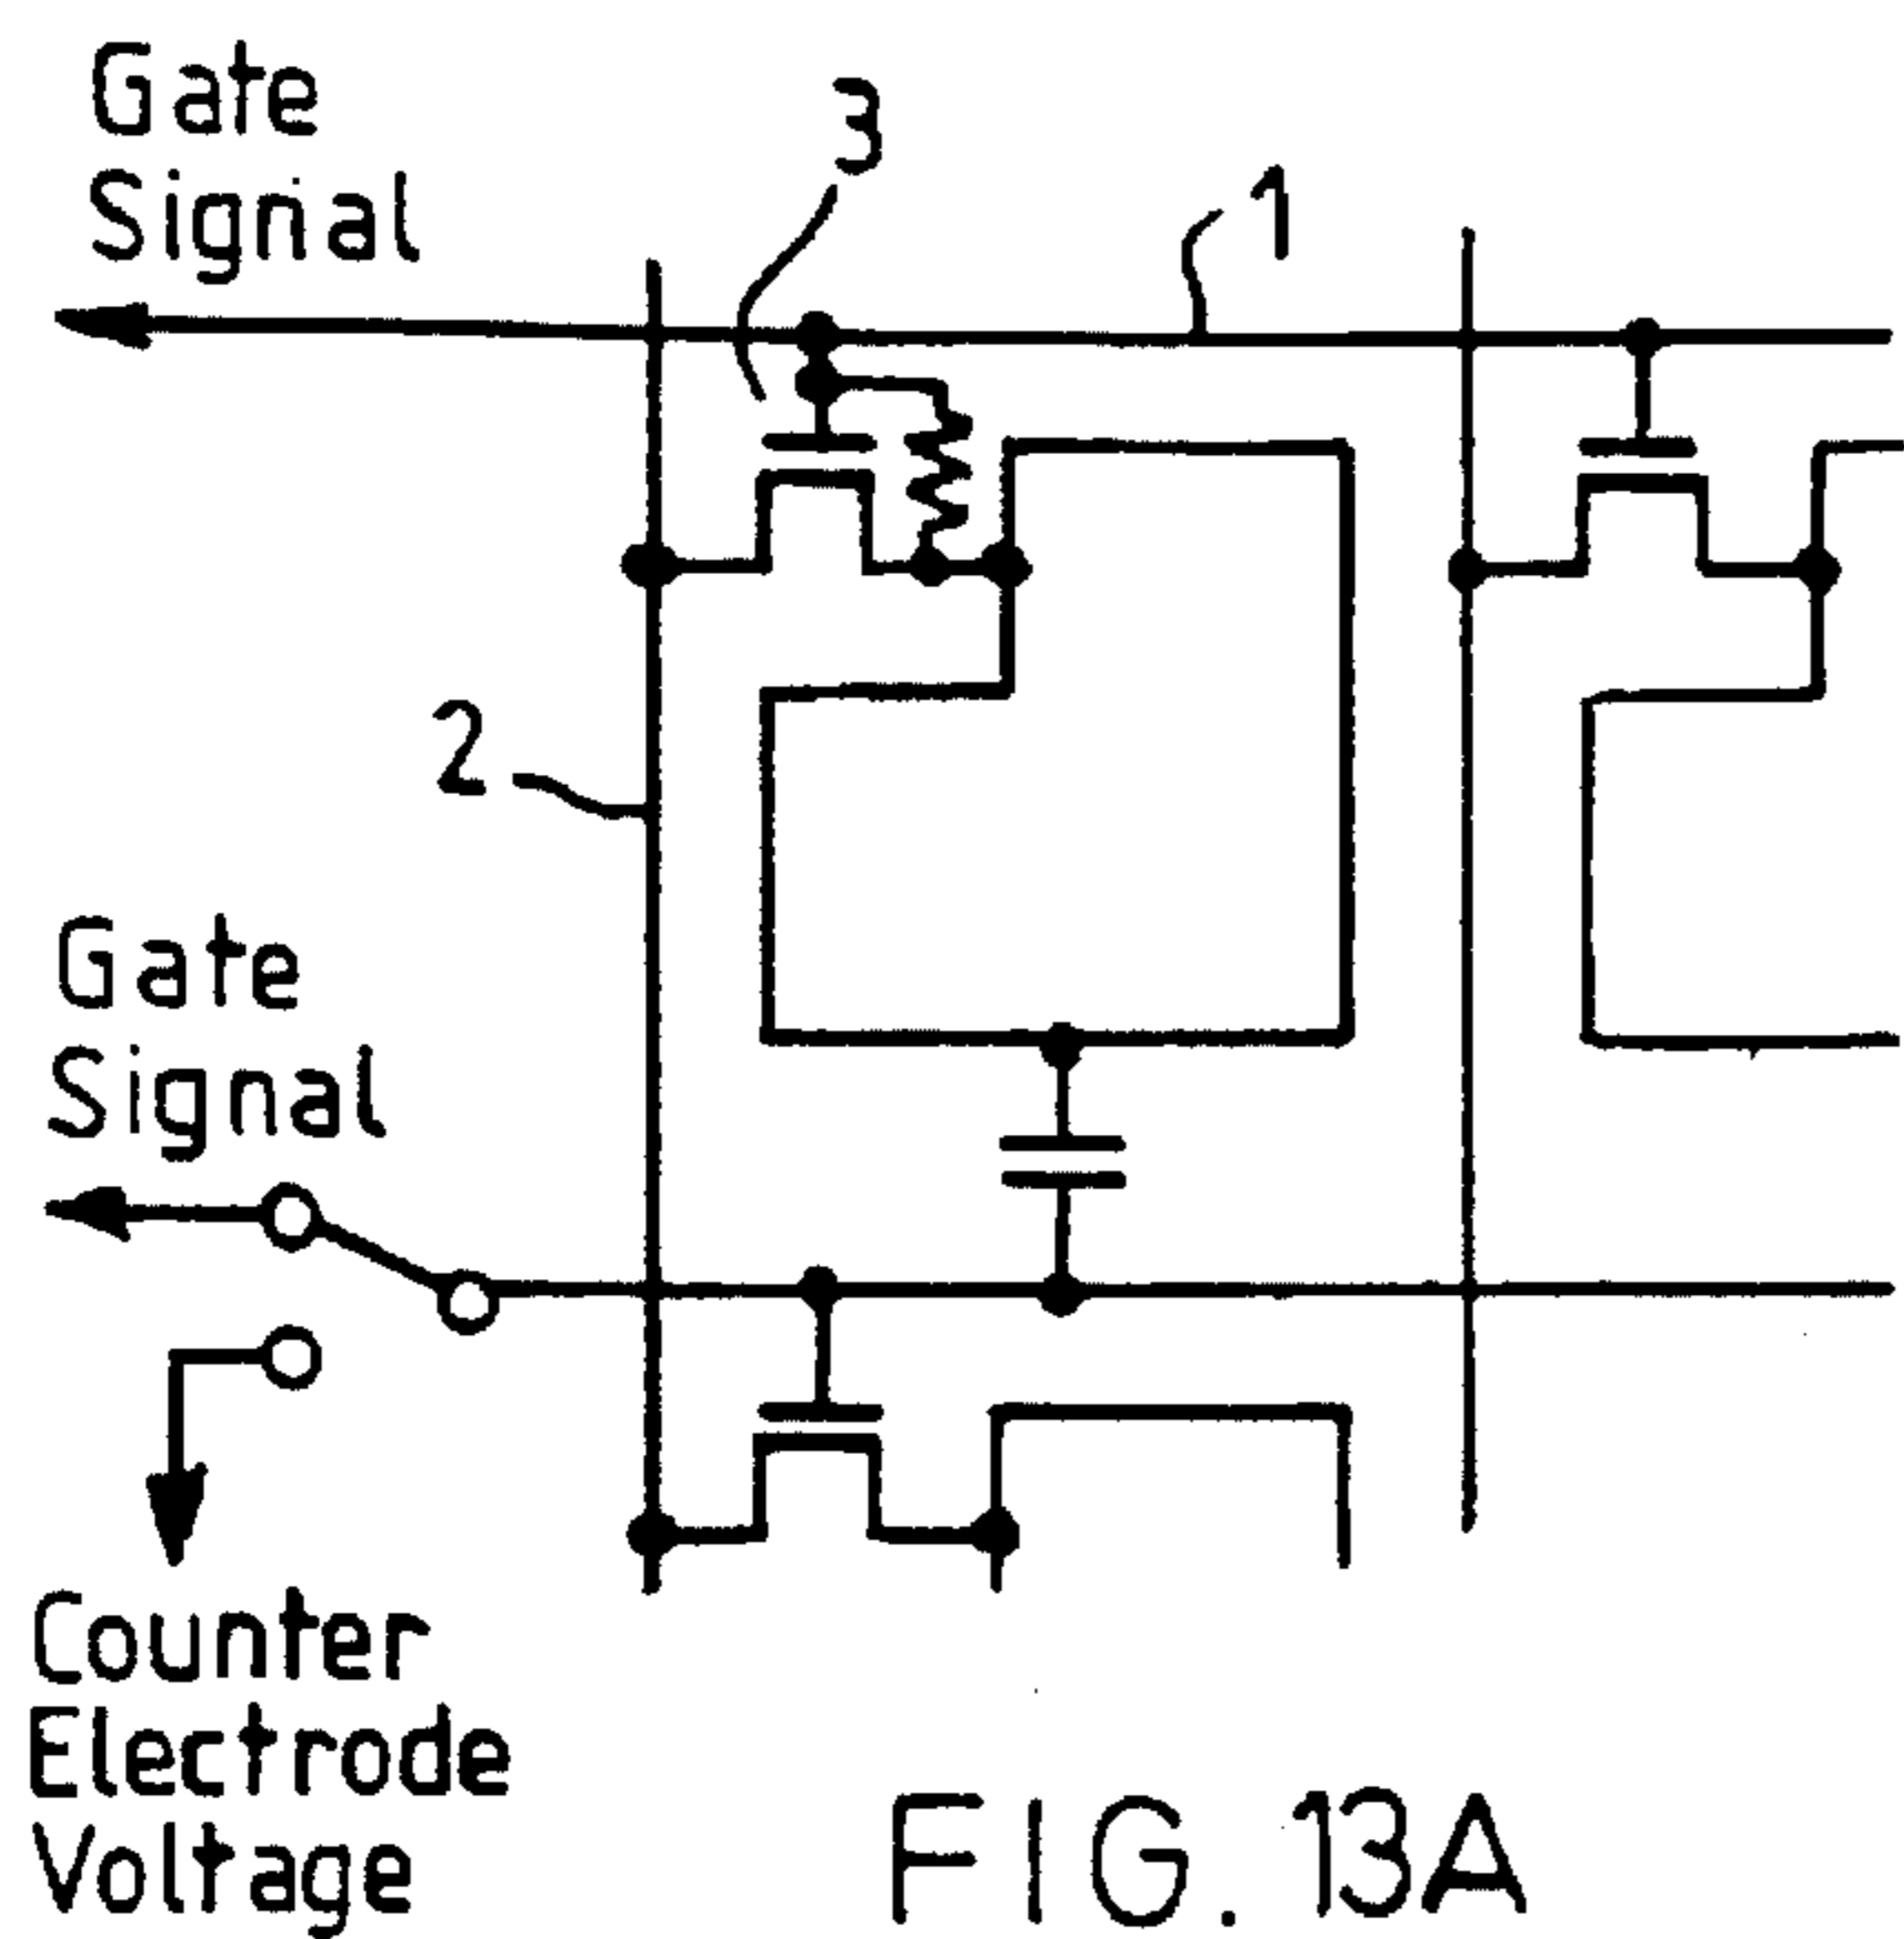 Gate
Signal
3
1
2
Gate
Signal
Counter
Electrode
Voltage
FIG. 13A